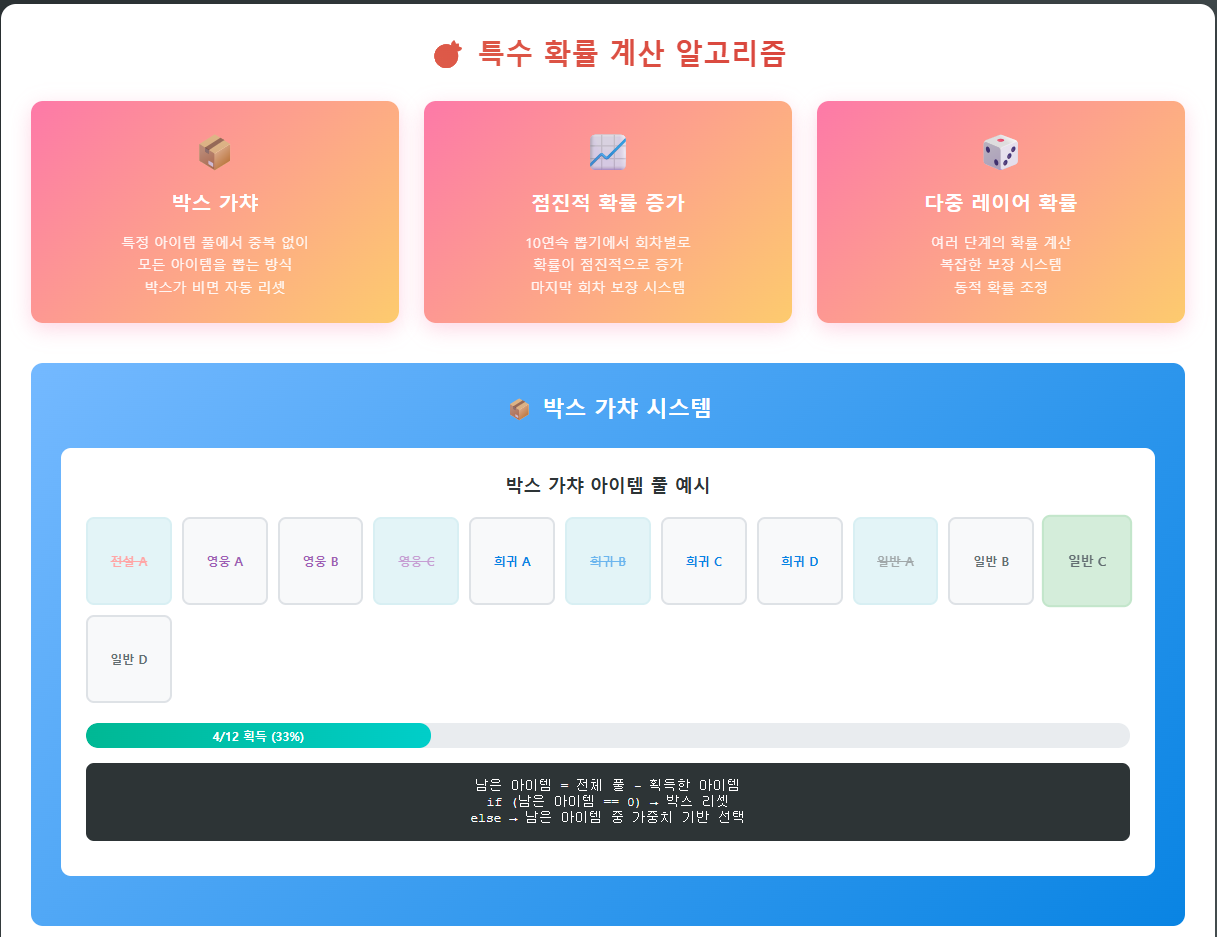 특수 확률 계산 알고리즘
박스 가챠
특정 아이템 풀에서 중복 없이
모든 아이템을 뽑는 방식
박스가 비면 자동 리셋
점진적 확률 증가
10연속 뽑기에서 회차별로
확률이 점진적으로 증가
마지막 회차 보장 시스템
다중 레이어 확률
여러 단계의 확률 계산
복잡한 보장 시스템
동적 확률 조정
박스 가챠 시스템
박스 가챠 아이템 풀 예시
전설 A
영웅 A
영웅 B
영웅 C
희귀 A
희귀 B
희귀 C
희귀 D
일반 A
일반 B
일반 C
일반 D
4/12 획득 (33%)
남은 아이템 = 전체 풀 - 획득한 아이템
if (남은 아이템 == 0) → 박스 리셋
else → 남은 아이템 중 가중치 기반 선택